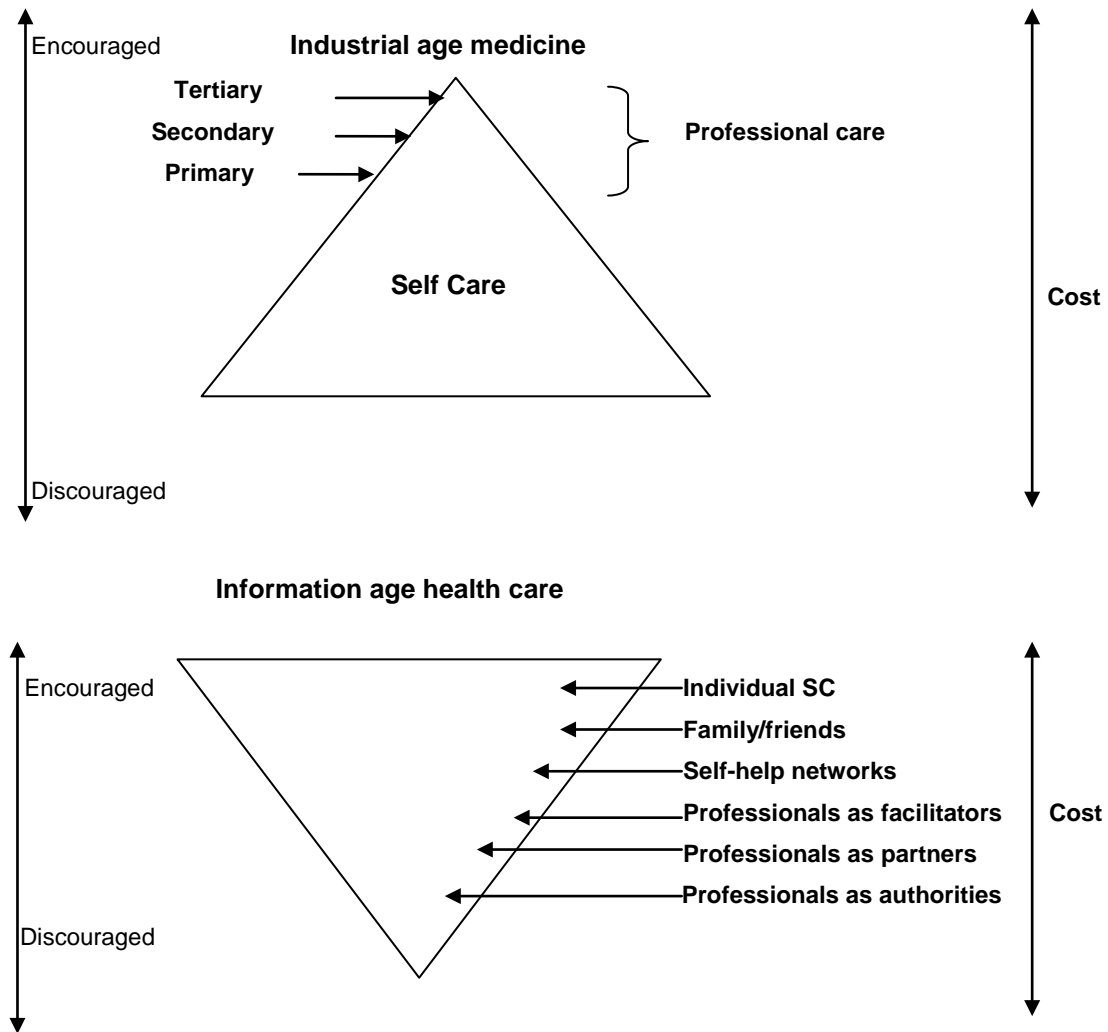 Encouraged
Industrial age medicine
Tertiary
Secondary
Primary
Professional care
Self Care
Cost
Discouraged
Information age health care
Encouraged
Individual SC
Family/friends
Self-help networks
Professionals as facilitators
Cost
Professionals as partners
Professionals as authorities
Discouraged